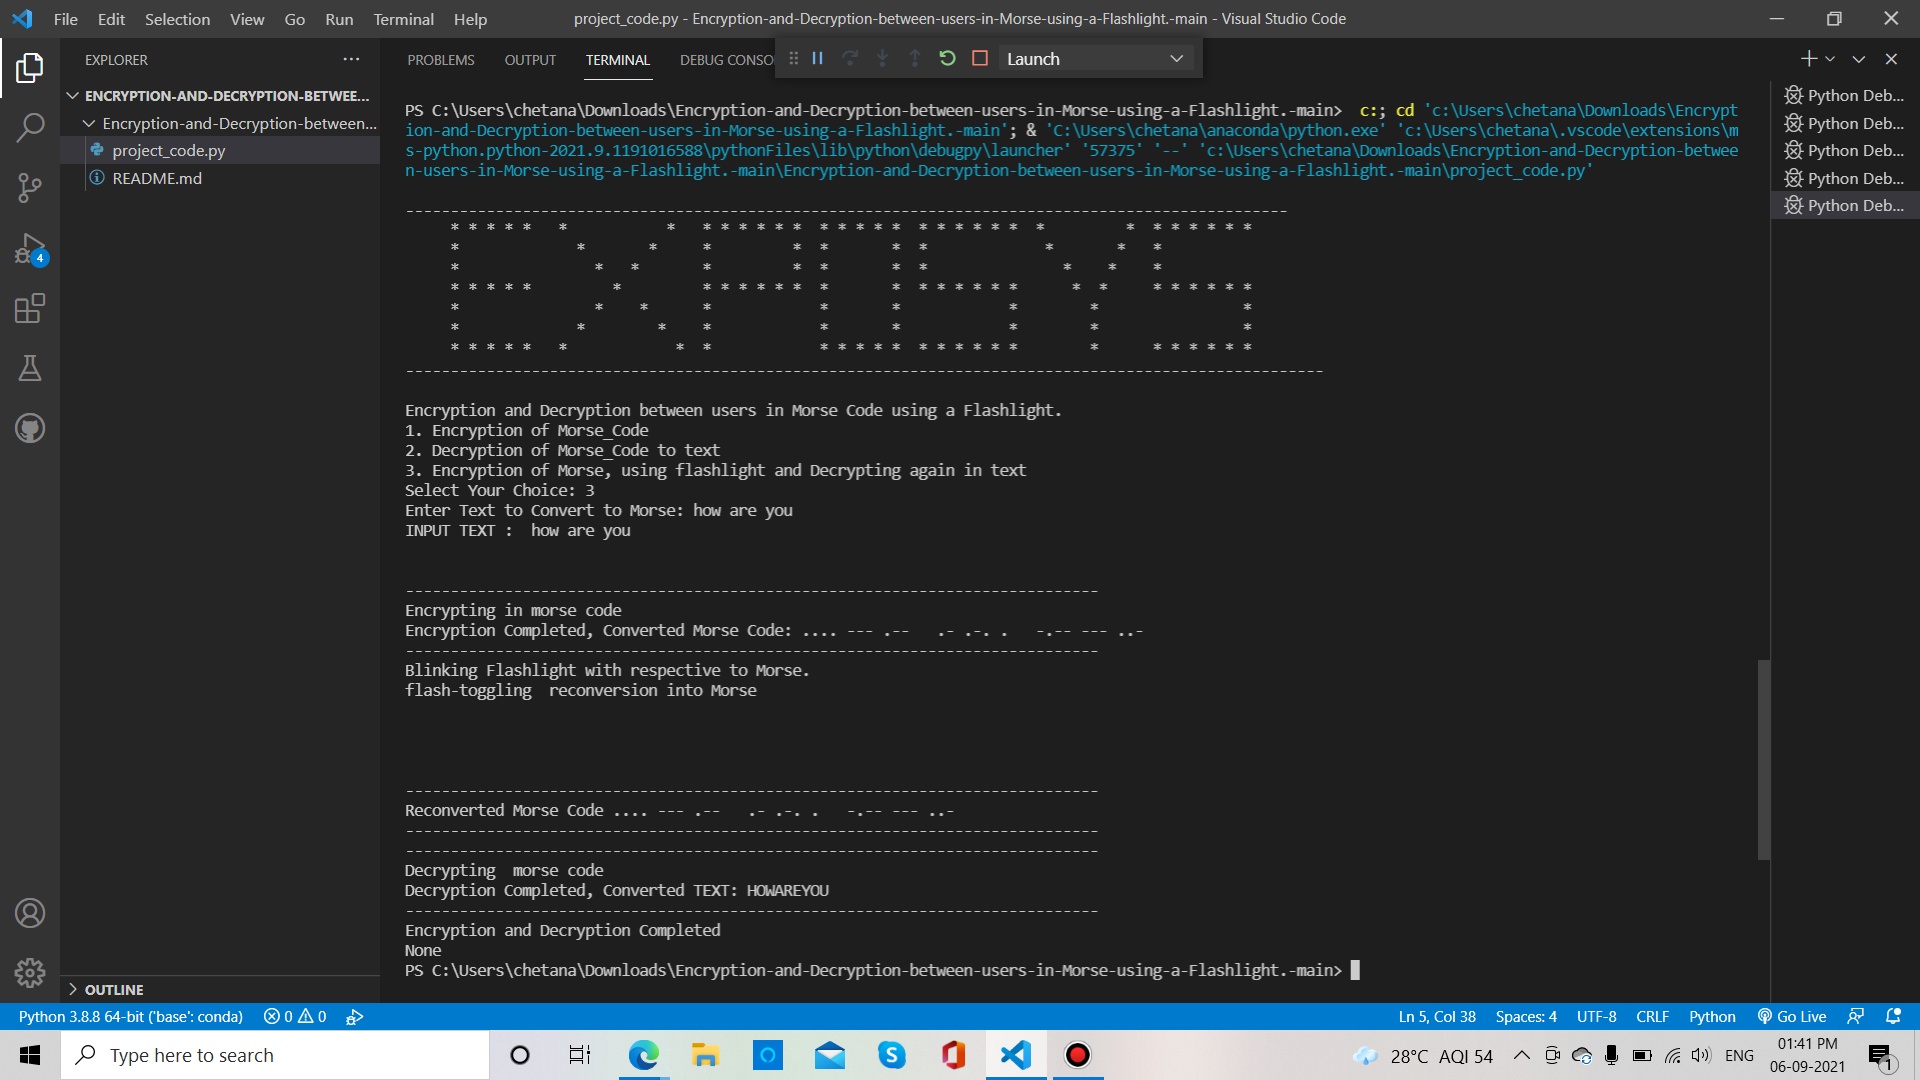 File Edit Selection View Go Run Terminal Help
project_code.py - Encryption-and-Decryption-between-users-in-Morse-using-a-Flashlight.-main - Visual Studio Code
EXPLORER
PROBLEMS OUTPUT TERMINAL DEBUG CONSO
Launch
ENCRYPTION-AND-DECRYPTION-BETWEE...
Encryption-and-Decryption-between...
project_code.py
README.md
4
PS C:\Users\chetana\Downloads\Encryption-and-Decryption-between-users-in-Morse-using-a-Flashlight.-main>  c:; cd 'c:\Users\chetana\Downloads\Encrypt
ion-and-Decryption-between-users-in-Morse-using-a-Flashlight.-main'; & 'C:\Users\chetana\anaconda\python.exe' 'c:\Users\chetana\.vscode\extensions\m
s-python.python-2021.9.1191016588\pythonFiles\lib\python\debugpy\launcher' '57375' '--' 'c:\Users\chetana\Downloads\Encryption-and-Decryption-betwee
n-users-in-Morse-using-a-Flashlight.-main\Encryption-and-Decryption-between-users-in-Morse-using-a-Flashlight.-main\project_code.py'
Encryption and Decryption between users in Morse Code using a Flashlight.
1. Encryption of Morse_Code
2. Decryption of Morse_Code to text
3. Encryption of Morse, using flashlight and Decrypting again in text
Select Your Choice: 3
Enter Text to Convert to Morse: how are you
INPUT TEXT :  how are you
Encrypting in morse code
Encryption Completed, Converted Morse Code: .... --- .--   .- .-. .   -.-- --- ..-
Blinking Flashlight with respective to Morse.
flash-toggling  reconversion into Morse
Reconverted Morse Code .... --- .--   .- .-. .   -.-- --- ..-
Decrypting  morse code
Decryption Completed, Converted TEXT: HOWAREYOU
Encryption and Decryption Completed
None
PS C:\Users\chetana\Downloads\Encryption-and-Decryption-between-users-in-Morse-using-a-Flashlight.-main>
Python Deb...
Python Deb...
Python Deb...
Python Deb...
Python Deb...
OUTLINE
Python 3.8.8 64-bit ('base': conda) 0 0
Ln 5, Col 38 Spaces: 4 UTF-8 CRLF Python Go Live
Type here to search
28°C AQI 54 ENG
01:41 PM
06-09-2021
1